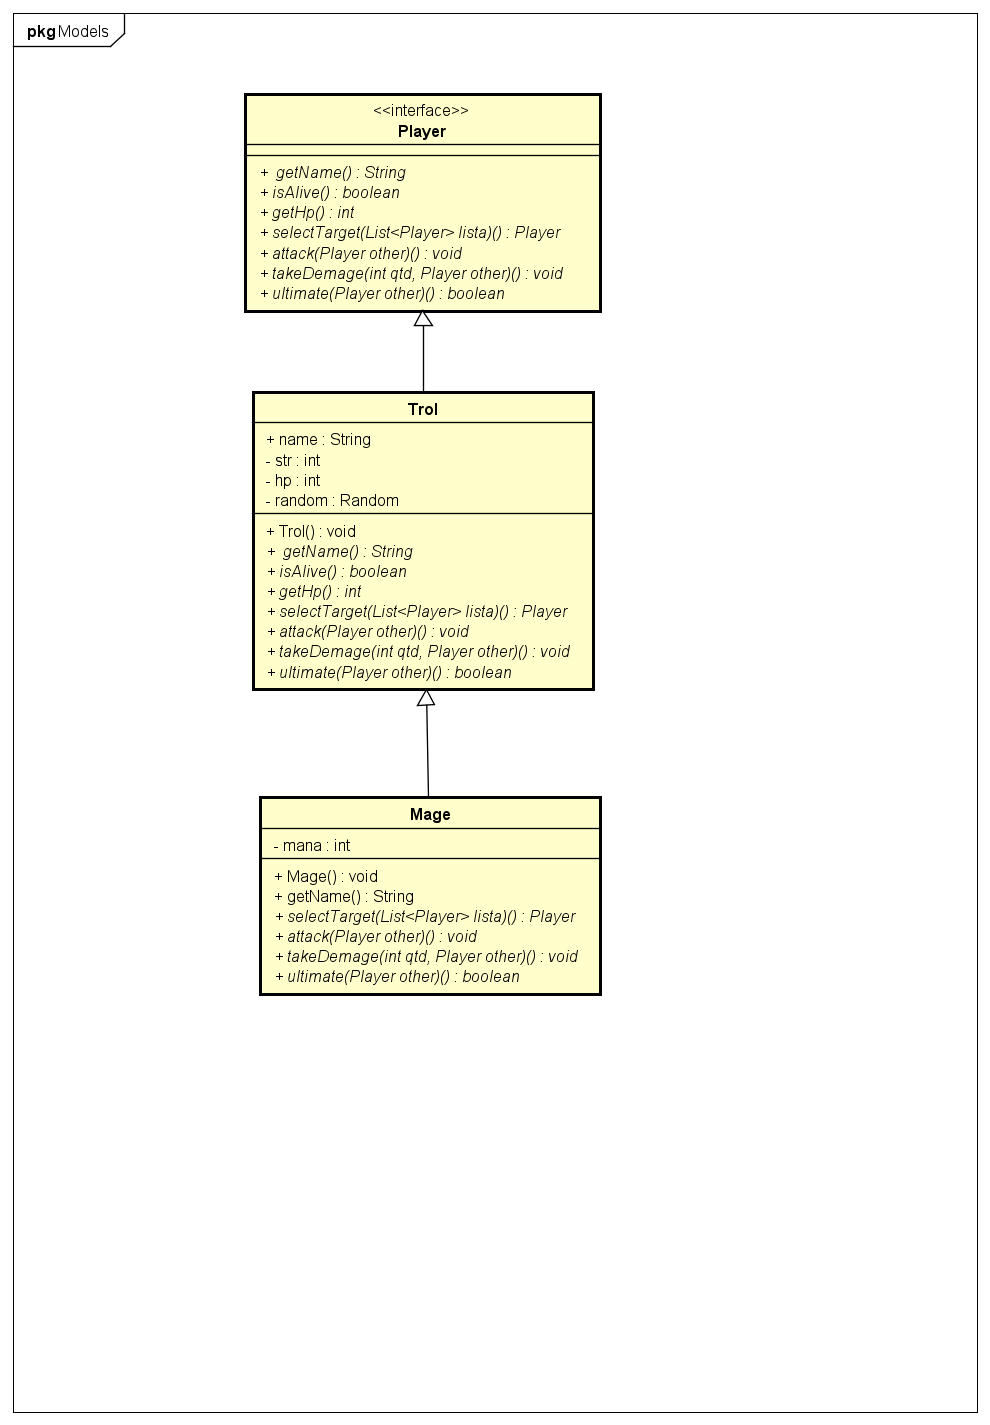 pkg Models
<<interface>>
Player
+ getName() : String
+ isAlive() : boolean
+ getHp() : int
+ selectTarget(List<Player> lista)() : Player
+ attack(Player other)() : void
+ takeDemage(int qtd, Player other)() : void
+ ultimate(Player other)() : boolean
Trol
+ name : String
- str : int
- hp : int
- random : Random
+ Trol() : void
+ getName() : String
+ isAlive() : boolean
+ getHp() : int
+ selectTarget(List<Player> lista)() : Player
+ attack(Player other)() : void
+ takeDemage(int qtd, Player other)() : void
+ ultimate(Player other)() : boolean
Mage
- mana : int
+ Mage() : void
+ getName() : String
+ selectTarget(List<Player> lista)() : Player
+ attack(Player other)() : void
+ takeDemage(int qtd, Player other)() : void
+ ultimate(Player other)() : boolean